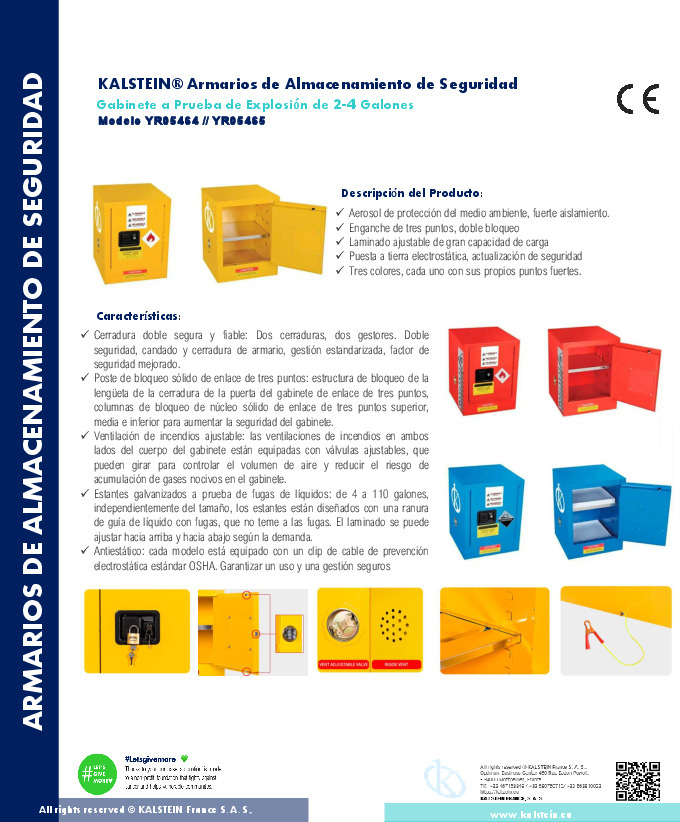 ARMARIOS DE ALMACENAMIENTO DE SEGURIDAD
KALSTEIN® Armarios de Almacenamiento de Seguridad
Gabinete a Prueba de Explosión de 2-4 Galones
Modelo YR05464 // YR05465
CE
Descripción del Producto:
✓ Aerosol de protección del medio ambiente, fuerte aislamiento.
✓ Enganche de tres puntos, doble bloqueo
✓ Laminado ajustable de gran capacidad de carga
✓ Puesta a tierra electrostática, actualización de seguridad
✓ Tres colores, cada uno con sus propios puntos fuertes.
Características:
✓ Cerradura doble segura y fiable: Dos cerraduras, dos gestores. Doble
seguridad, candado y cerradura de armario, gestión estandarizada, factor de
seguridad mejorado.
✓ Poste de bloqueo sólido de enlace de tres puntos: estructura de bloqueo de la
lengüeta de la cerradura de la puerta del gabinete de enlace de tres puntos,
columnas de bloqueo de núcleo sólido de enlace de tres puntos superior,
media e inferior para aumentar la seguridad del gabinete.
✓ Ventilación de incendios ajustable: las ventilaciones de incendios en ambos
lados del cuerpo del gabinete están equipadas con válvulas ajustables, que
pueden girar para controlar el volumen de aire y reducir el riesgo de
acumulación de gases nocivos en el gabinete.
✓ Estantes galvanizados a prueba de fugas de líquidos: de 4 a 110 galones,
independientemente del tamaño, los estantes están diseñados con una ranura
de guía de líquido con fugas, que no teme a las fugas. El laminado se puede
ajustar hacia arriba y hacia abajo según la demanda.
✓ Antiestático: cada modelo está equipado con un clip de cable de prevención
electrostática estándar OSHA. Garantizar un uso y una gestión seguros
VENT ADJUSTABLE VALVE
INSIDE VENT
#LET'S GIVE MORE
#Letsgivemore
All rights reserved © KALSTEIN France S. A. S.,
KALSTEIN FRANCE, S. A. S
All rights reserved © KALSTEIN France S. A. S.,
www.kalstein.co